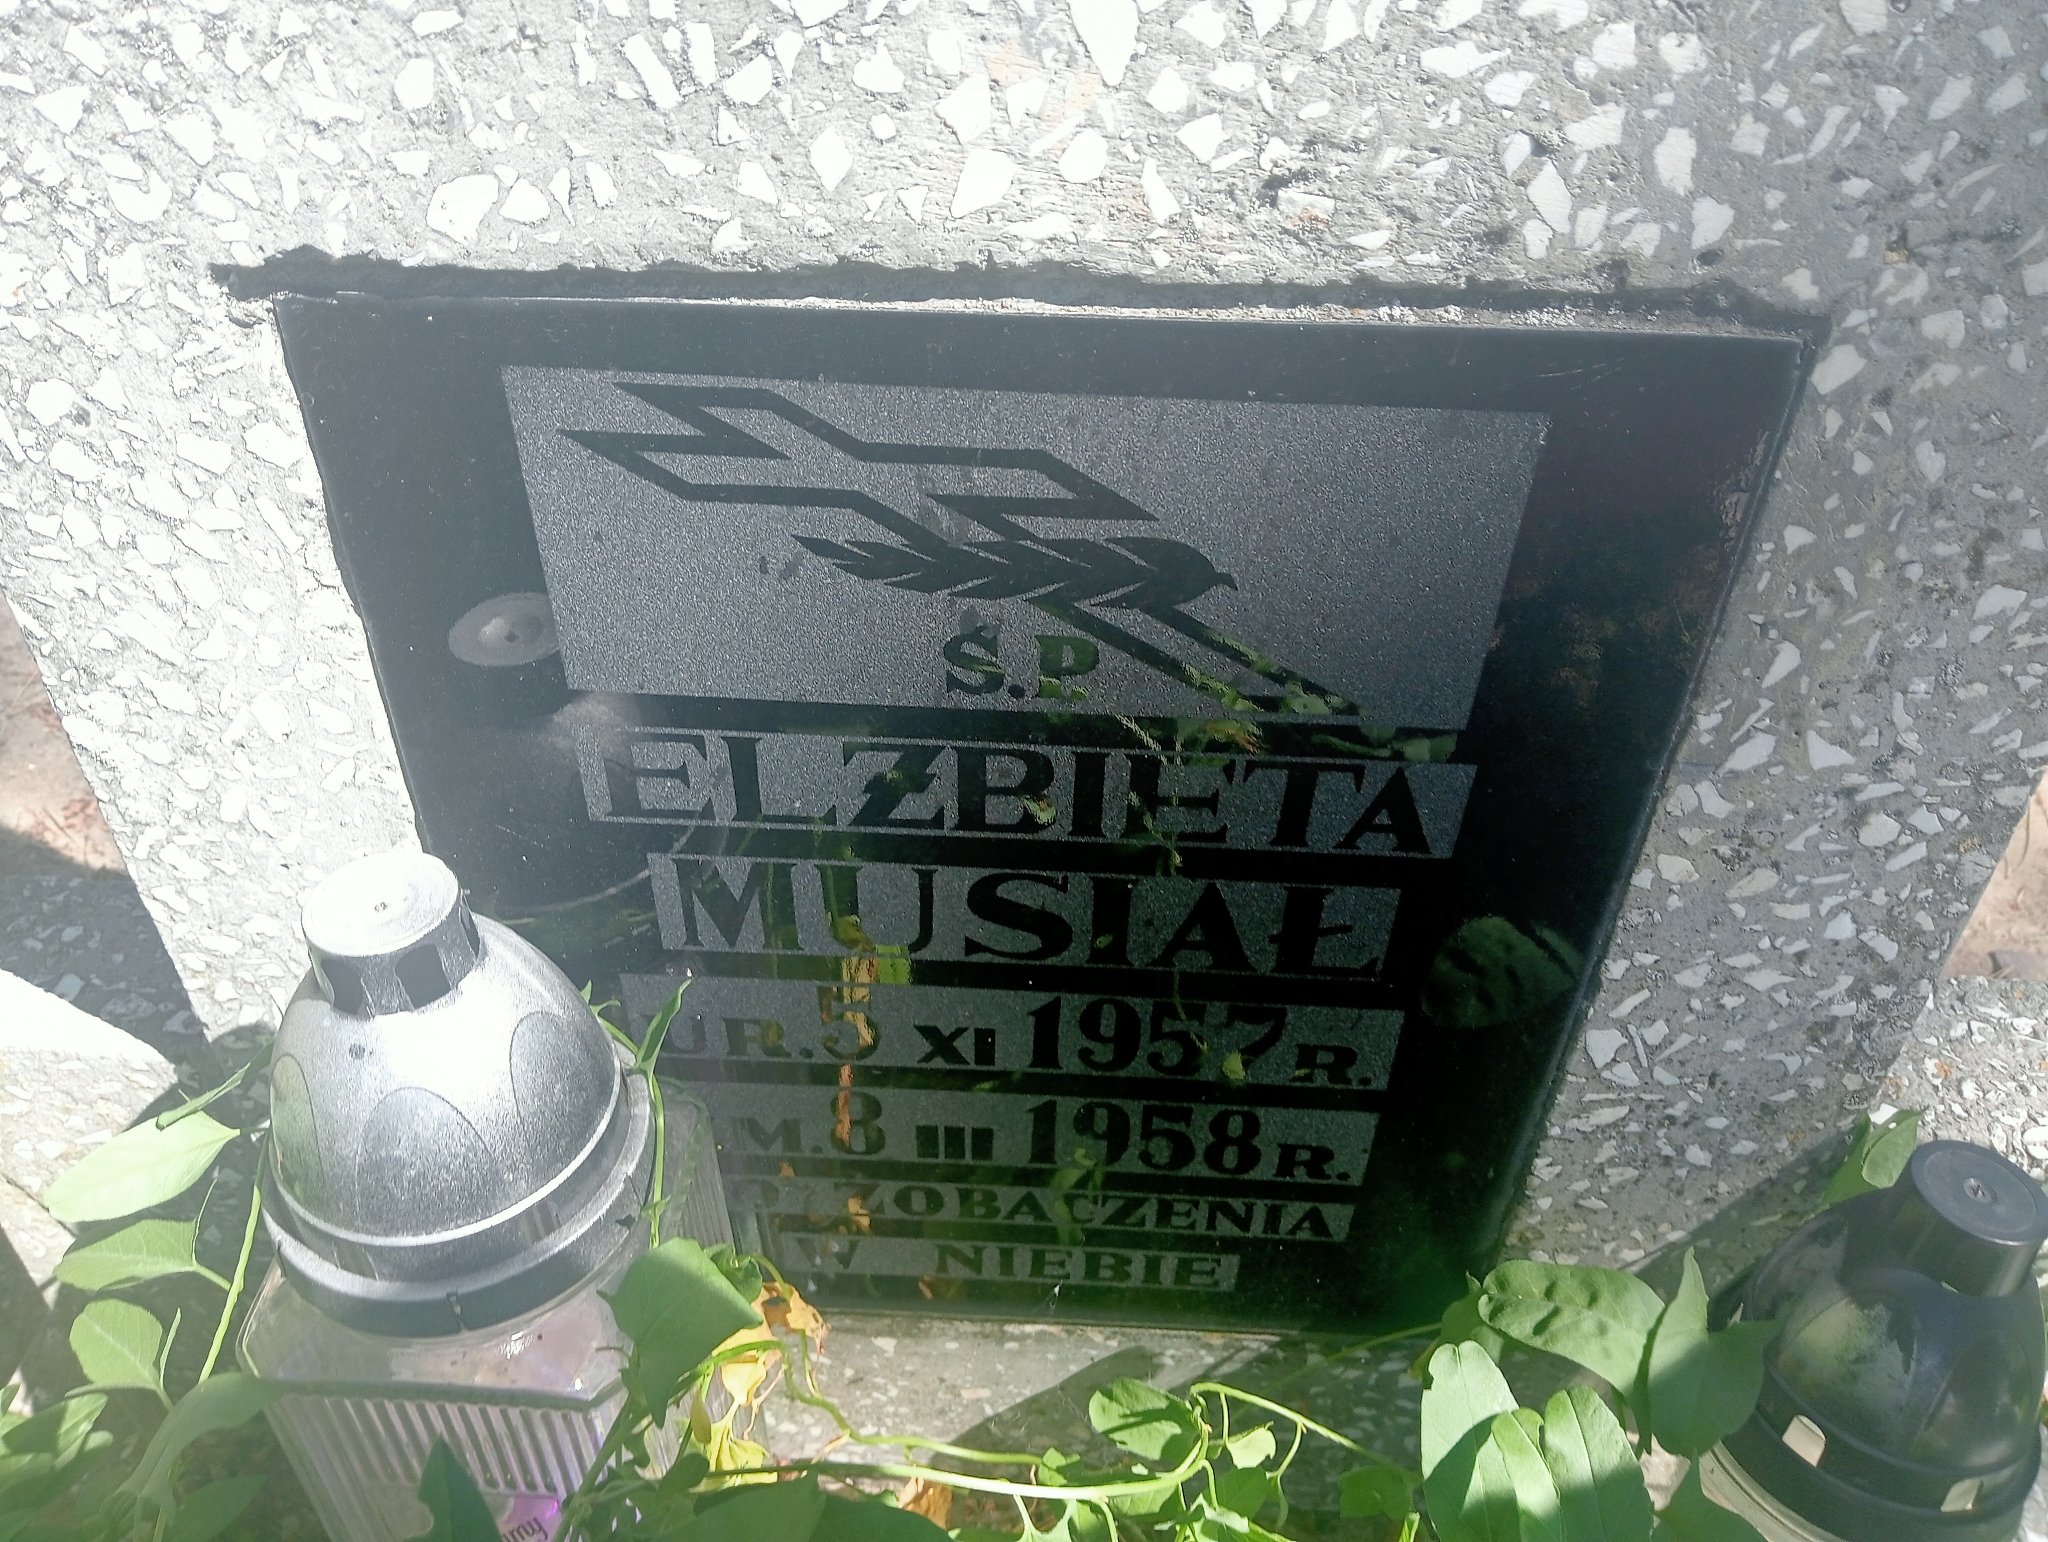 Ś.P.
ELŻBIETA
MUSIAŁ
UR. 5 XI 1957 R.
M. 8 III 1958 R.
DO ZOBACZENIA
W NIEBIE